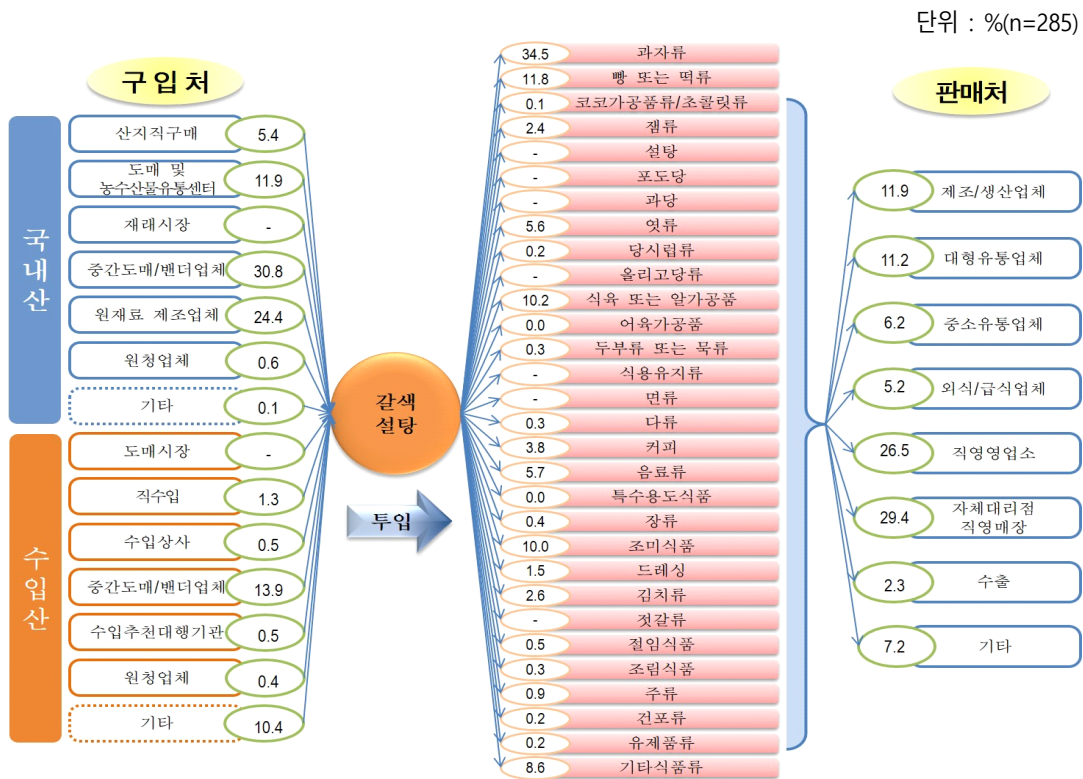 단위 : %(n=285)
구입처
국내산
산지직구매 5.4
도매 및
농수산물유통센터 11.9
재래시장 -
중간도매/밴더업체 30.8
원재료 제조업체 24.4
원청업체 0.6
기타 0.1
수입산
도매시장 -
직수입 1.3
수입상사 0.5
중간도매/밴더업체 13.9
수입추천대행기관 0.5
원청업체 0.4
기타 10.4
갈색
설탕
투입
34.5 과자류
11.8 빵 또는 떡류
0.1 코코가공품류/초콜릿류
2.4 잼류
- 설탕
- 포도당
- 과당
5.6 엿류
0.2 당시럽류
- 올리고당류
10.2 식육 또는 알가공품
0.0 어육가공품
0.3 두부류 또는 묵류
- 식용유지류
- 면류
0.3 다류
3.8 커피
5.7 음료류
0.0 특수용도식품
0.4 장류
10.0 조미식품
1.5 드레싱
2.6 김치류
- 젓갈류
0.5 절임식품
0.3 조림식품
0.9 주류
0.2 건포류
0.2 유제품류
8.6 기타식품류
판매처
11.9 제조/생산업체
11.2 대형유통업체
6.2 중소유통업체
5.2 외식/급식업체
26.5 직영영업소
29.4 자체대리점
직영매장
2.3 수출
7.2 기타